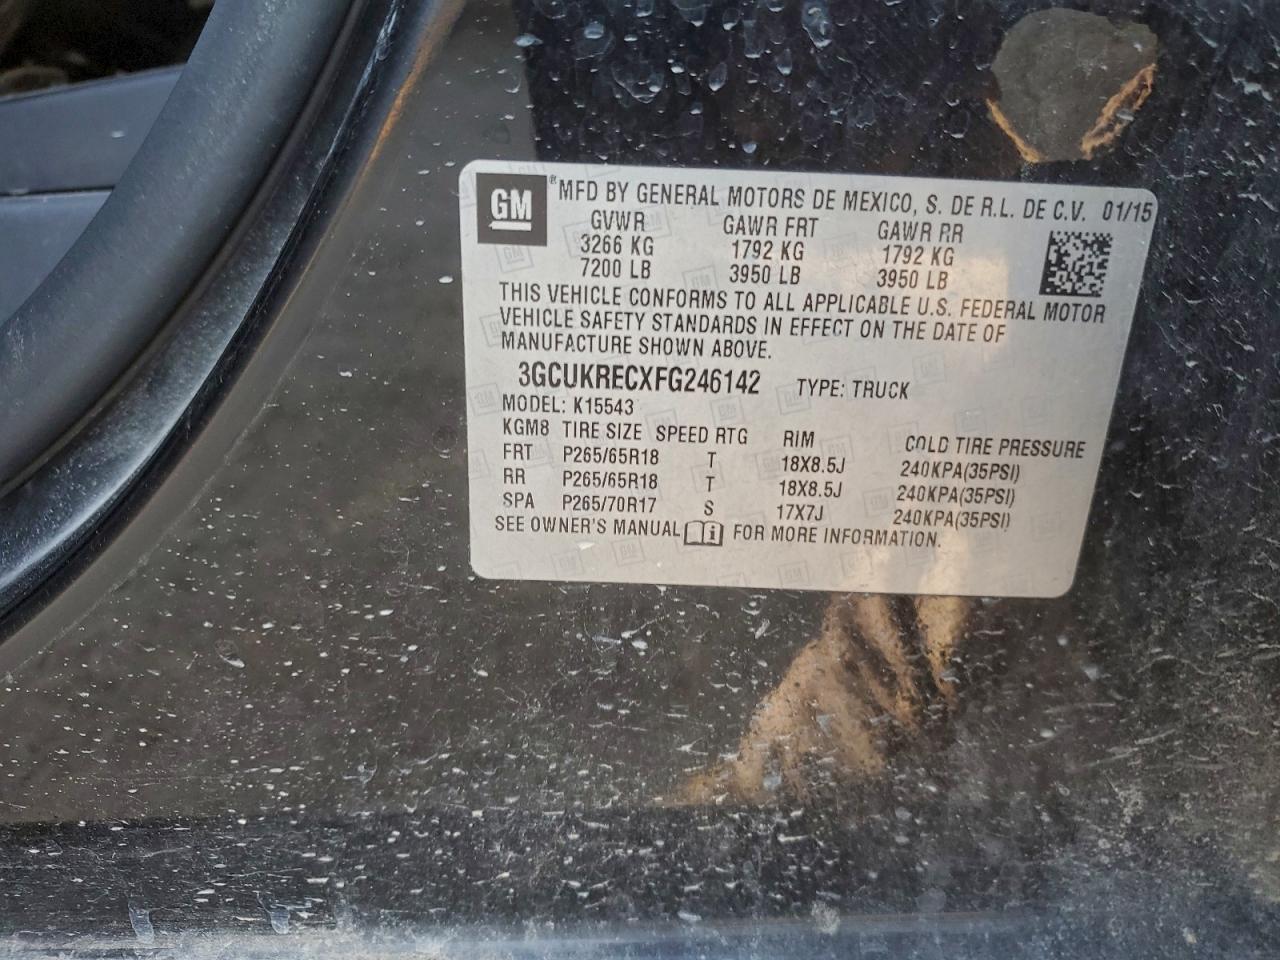 GM ® MFD BY GENERAL MOTORS DE MEXICO, S. DE R.L. DE C.V. 01/15
GVWR GAWR FRT GAWR RR
3266 KG 1792 KG 1792 KG
7200 LB 3950 LB 3950 LB
THIS VEHICLE CONFORMS TO ALL APPLICABLE U.S. FEDERAL MOTOR
VEHICLE SAFETY STANDARDS IN EFFECT ON THE DATE OF
MANUFACTURE SHOWN ABOVE.
3GCUKRECXFG246142 TYPE: TRUCK
MODEL: K15543
KGM8 TIRE SIZE SPEED RTG RIM COLD TIRE PRESSURE
FRT P265/65R18 T 18X8.5J 240KPA(35PSI)
RR P265/65R18 T 18X8.5J 240KPA(35PSI)
SPA P265/70R17 S 17X7J 240KPA(35PSI)
SEE OWNER'S MANUAL i FOR MORE INFORMATION.